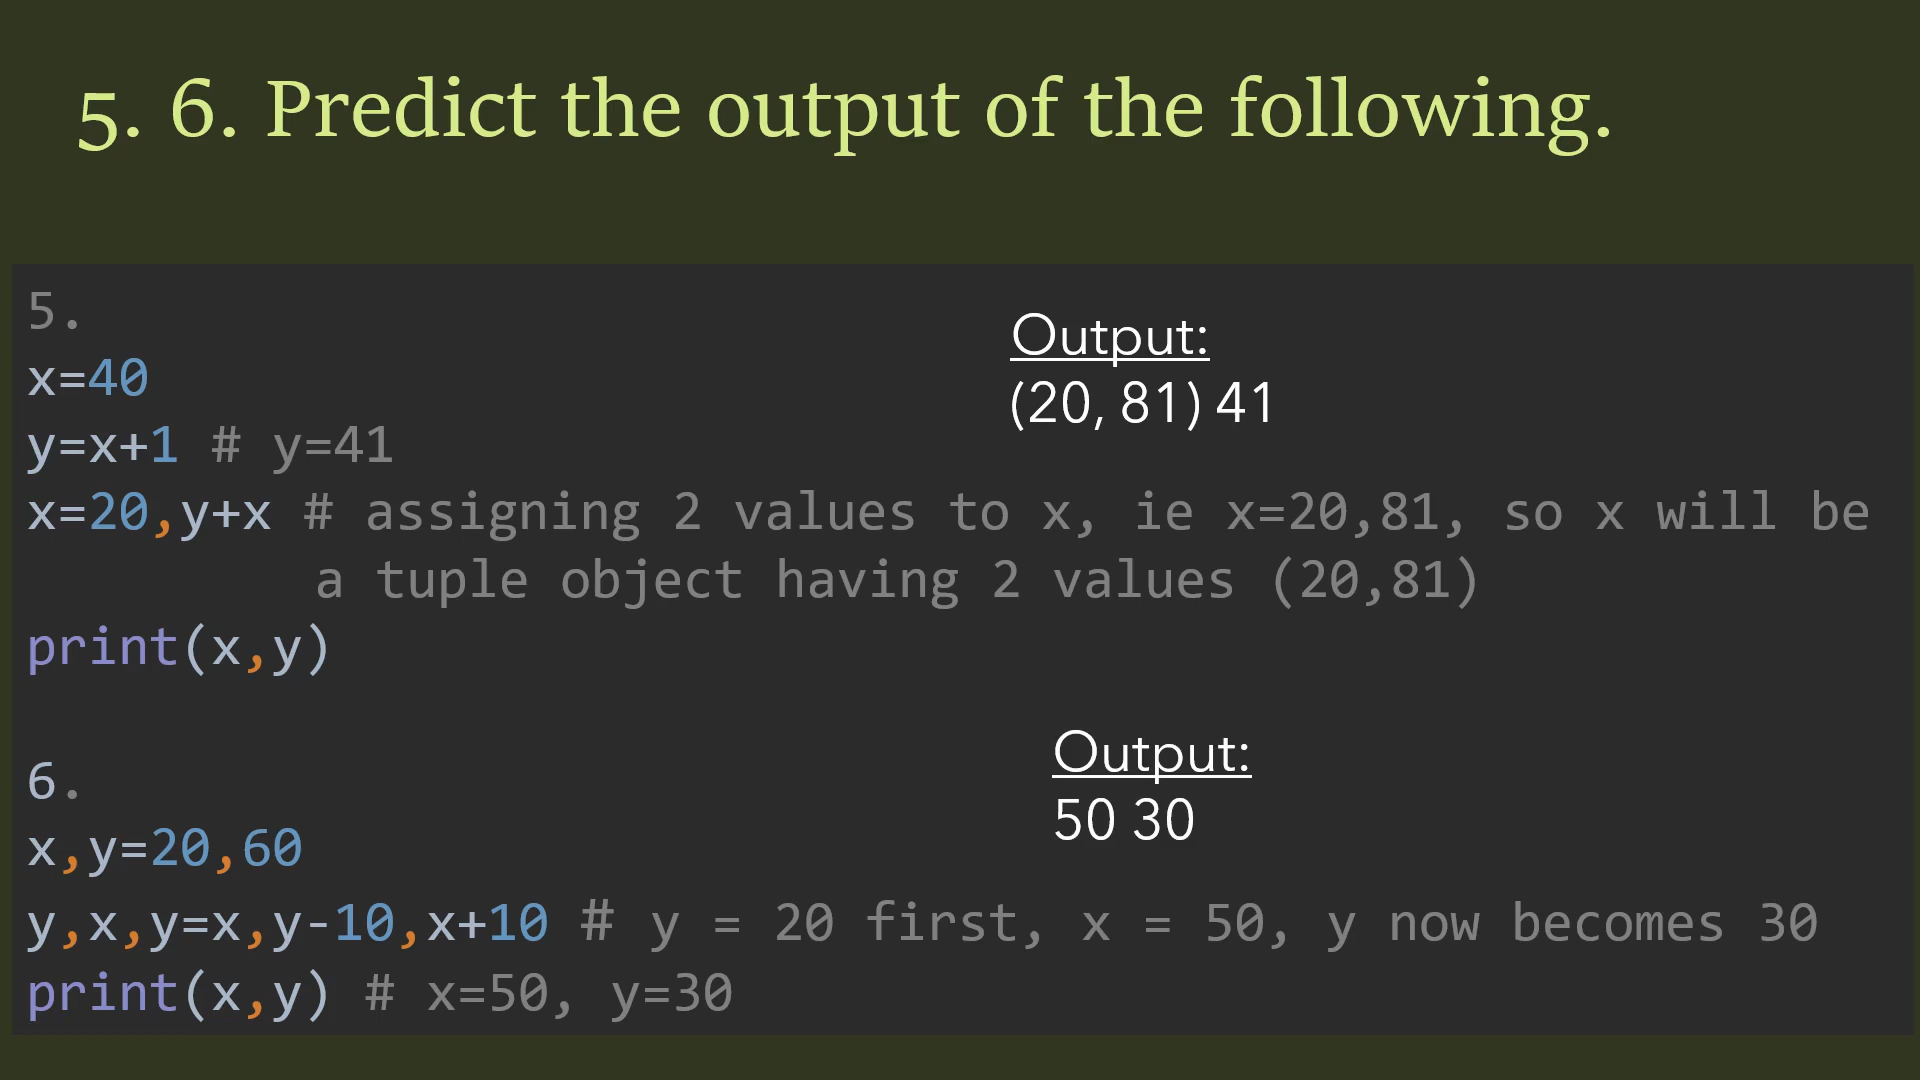 5. 6. Predict the output of the following.
5.
x=40
y=x+1 # y=41
x=20,y+x # assigning 2 values to x, ie x=20,81, so x will be
a tuple object having 2 values (20,81)
print(x,y)
Output:
(20, 81) 41
6.
x,y=20,60
y,x,y=x,y-10,x+10 # y = 20 first, x = 50, y now becomes 30
print(x,y) # x=50, y=30
Output:
50 30